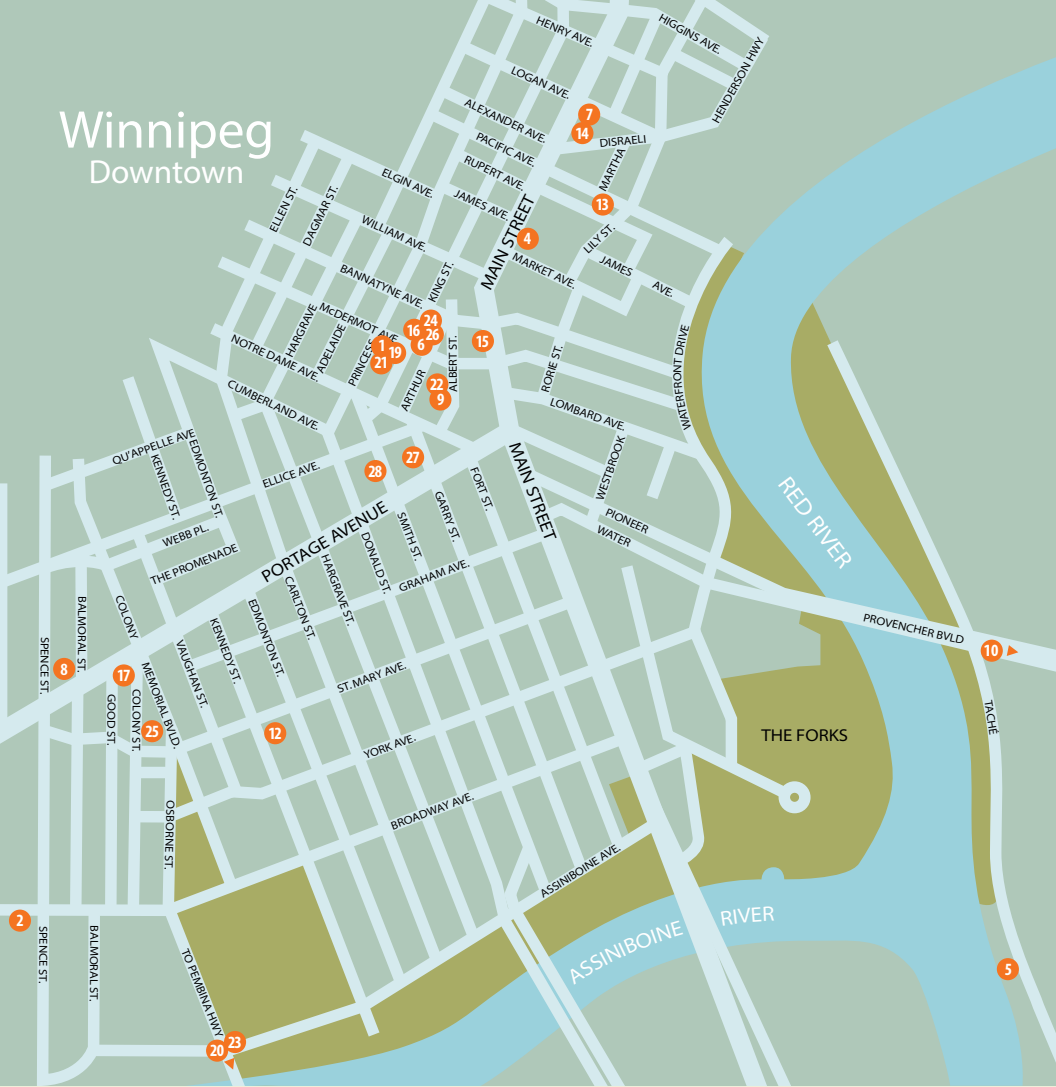 Winnipeg
Downtown
HENRY AVE.
HIGGINS AVE.
HENDERSON HWY
LOGAN AVE.
ALEXANDER AVE.
7
14
DISRAELI
PACIFIC AVE.
MARTHA
RUPERT AVE.
ELGIN AVE.
JAMES AVE.
13
ELLEN ST.
DAGMAR ST.
WILLIAM AVE.
MAIN STREET
4
LILY ST.
JAMES AVE.
MARKET AVE.
BANNATYNE AVE.
KING ST.
McDERMOT AVE.
HARGRAVE
ADELAIDE
PRINCESS
24
16
26
6
1
19
21
15
NOTRE DAME AVE.
ARTHUR
ALBERT ST.
22
9
RORIE ST.
WATERFRONT DRIVE
CUMBERLAND AVE.
LOMBARD AVE.
QU'APPELLE AVE
KENNEDY ST.
EDMONTON ST.
ELLICE AVE.
28
27
FORT ST.
MAIN STREET
WESTBROOK
RED RIVER
PORTAGE AVENUE
GARRY ST.
SMITH ST.
PIONEER
WATER
WEBB PL.
THE PROMENADE
DONALD ST.
GRAHAM AVE.
HARGRAVE ST.
CARLTON ST.
EDMONTON ST.
KENNEDY ST.
VAUGHAN ST.
BALMORAL ST.
COLONY
SPENCE ST.
8
17
PROVENCHER BVLD
10
MEMORIAL BVLD.
GOOD ST.
COLONY ST.
25
12
ST. MARY AVE.
YORK AVE.
THE FORKS
TACHÉ
OSBORNE ST.
BROADWAY AVE.
ASSINIBOINE AVE.
2
SPENCE ST.
BALMORAL ST.
TO PEMBINA HWY
ASSINIBOINE RIVER
5
20
23